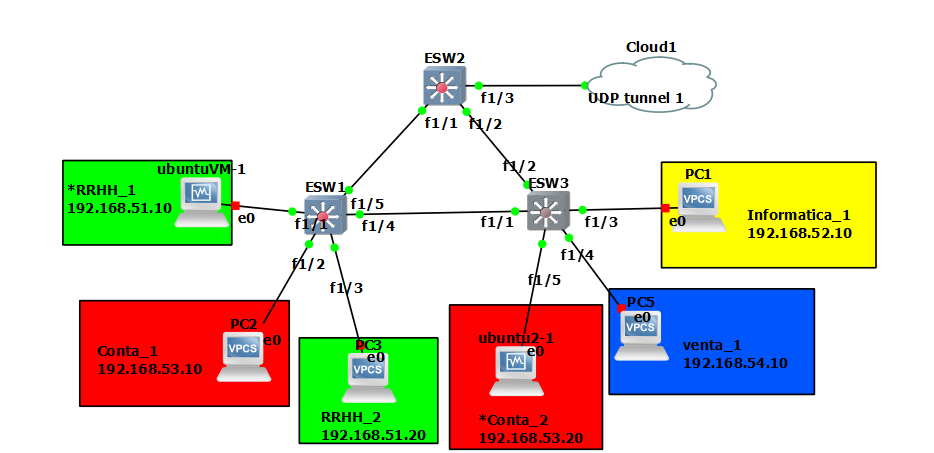 Cloud1
ESW2
UDP tunnel 1
f1/3
f1/1
f1/2
f1/2
ubuntuVM-1
*RRHH_1
192.168.51.10
e0
ESW1
f1/5
f1/1
f1/4
f1/2
f1/3
ESW3
f1/1
f1/3
f1/4
f1/5
PC1
VPCS
e0
Informatica_1
192.168.52.10
PC2
e0
VPCS
Conta_1
192.168.53.10
PC3
e0
VPCS
RRHH_2
192.168.51.20
ubuntu2-1
e0
*Conta_2
192.168.53.20
PC5
e0
VPCS
venta_1
192.168.54.10